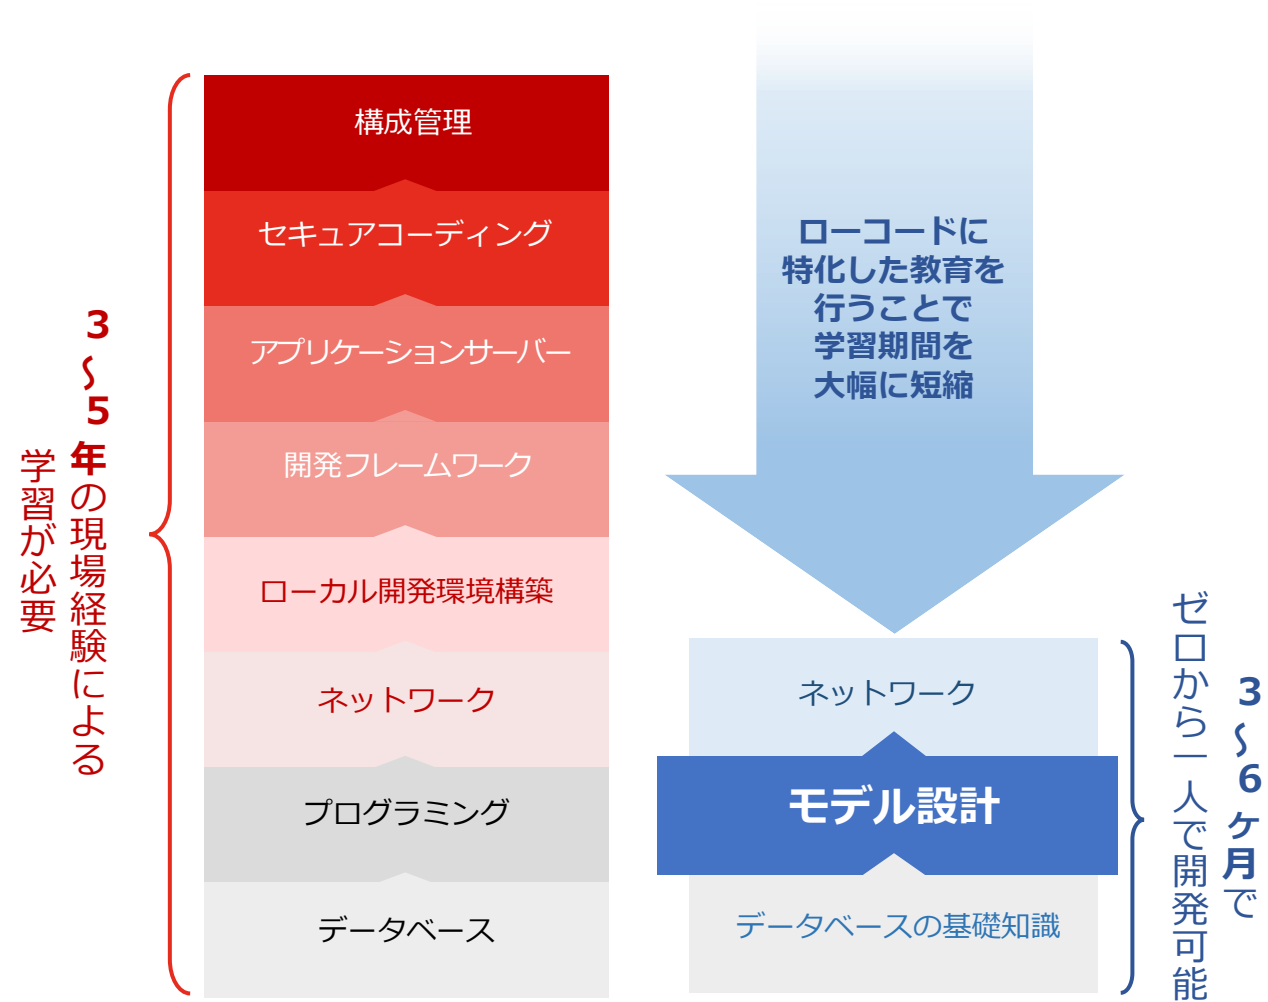 3～5年の現場経験による
学習が必要
構成管理
セキュアコーディング
アプリケーションサーバー
開発フレームワーク
ローカル開発環境構築
ネットワーク
プログラミング
データベース
ローコードに
特化した教育を
行うことで
学習期間を
大幅に短縮
ネットワーク
モデル設計
データベースの基礎知識
3～6ケ月で
ゼロから一人で開発可能